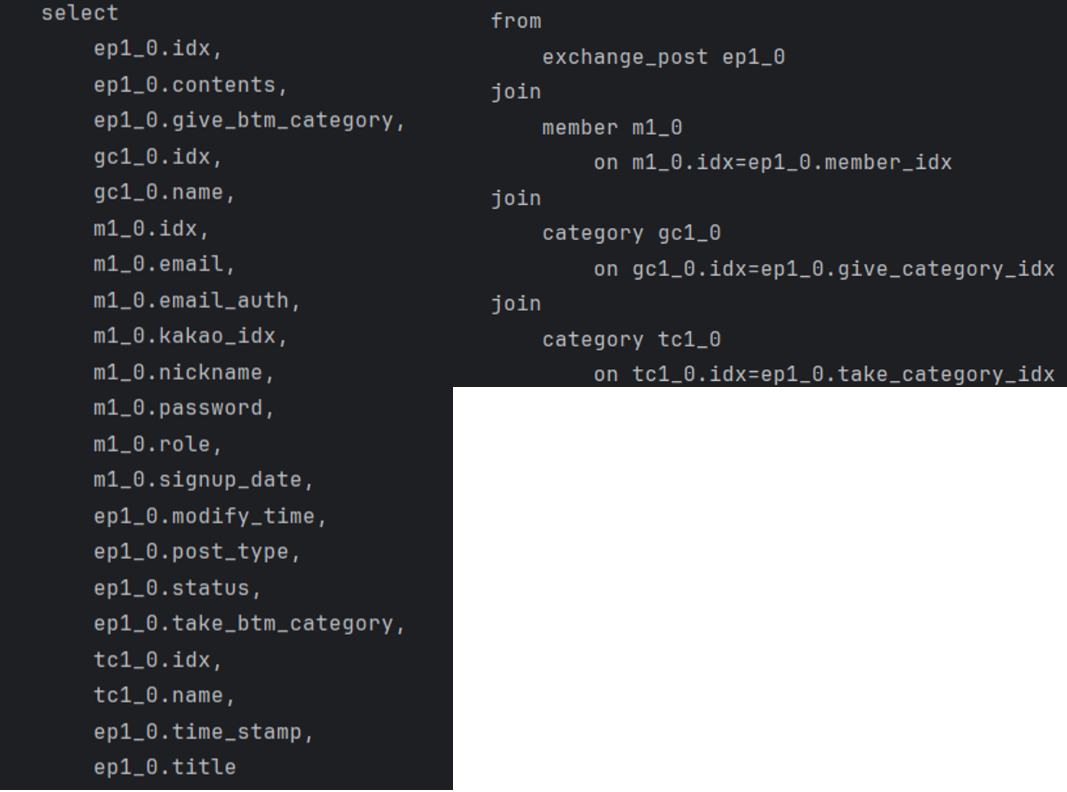 select
ep1_0.idx,
ep1_0.contents,
ep1_0.give_btm_category,
gc1_0.idx,
gc1_0.name,
m1_0.idx,
m1_0.email,
m1_0.email_auth,
m1_0.kakao_idx,
m1_0.nickname,
m1_0.password,
m1_0.role,
m1_0.signup_date,
ep1_0.modify_time,
ep1_0.post_type,
ep1_0.status,
ep1_0.take_btm_category,
tc1_0.idx,
tc1_0.name,
ep1_0.time_stamp,
ep1_0.title
from
exchange_post ep1_0
join
member m1_0
on m1_0.idx=ep1_0.member_idx
join
category gc1_0
on gc1_0.idx=ep1_0.give_category_idx
join
category tc1_0
on tc1_0.idx=ep1_0.take_category_idx